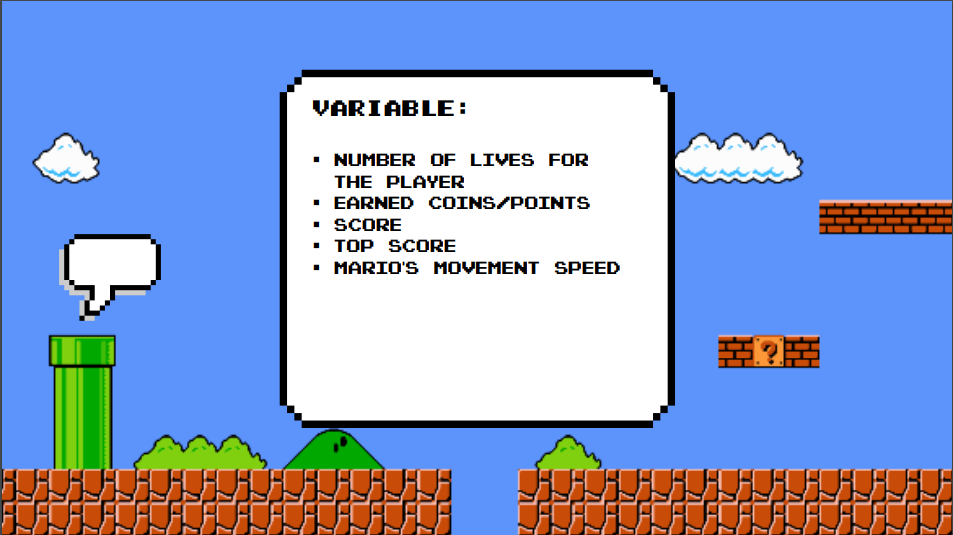 VARIABLE:
▪ NUMBER OF LIVES FOR
THE PLAYER
▪ EARNED COINS/POINTS
▪ SCORE
▪ TOP SCORE
▪ MARIO'S MOVEMENT SPEED
?